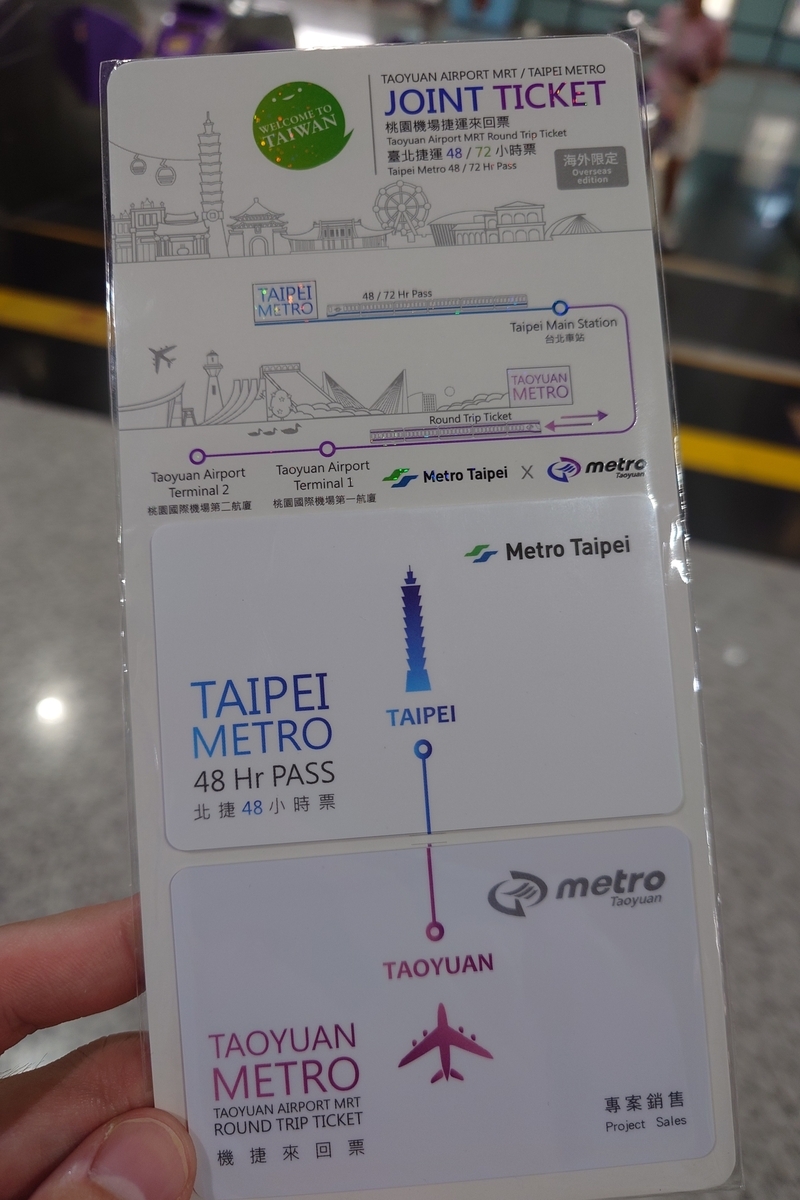 WELCOME TO
TAIWAN
TAOYUAN AIRPORT MRT / TAIPEI METRO
JOINT TICKET
桃園機場捷運來回票
Taoyuan Airport MRT Round Trip Ticket
臺北捷運 48 / 72 小時票
Taipei Metro 48 / 72 Hr Pass
海外限定
Overseas
edition
TAIPEI
METRO
48 / 72 Hr Pass
Taipei Main Station
台北車站
TAOYUAN
METRO
Round Trip Ticket
Taoyuan Airport
Terminal 2
桃園國際機場第二航廈
Taoyuan Airport
Terminal 1
桃園國際機場第一航廈
Metro Taipei X metro
Taoyuan
Metro Taipei
TAIPEI
TAIPEI
METRO
48 Hr PASS
北捷48小時票
metro
Taoyuan
TAOYUAN
TAOYUAN
METRO
TAOYUAN AIRPORT MRT
ROUND TRIP TICKET
機捷來回票
專案銷售
Project Sales